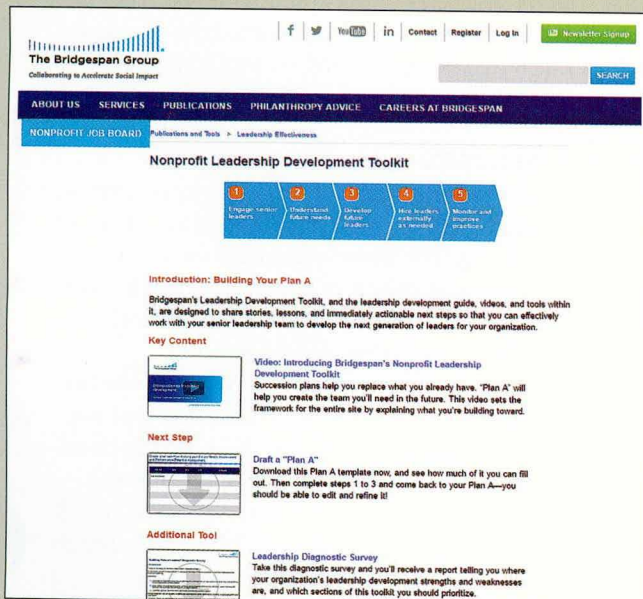 f YouTube in Contact Register Log In Newsletter Signup
The Bridgespan Group
Collaborating to Accelerate Social Impact
SEARCH
ABOUT US SERVICES PUBLICATIONS PHILANTHROPY ADVICE CAREERS AT BRIDGESPAN
NONPROFIT JOB BOARD Publications and Tools > Leadership Effectiveness
Nonprofit Leadership Development Toolkit
1 2 3 4 5
Engage senior Understand Develop Hire leaders Monitor and
leaders future needs future externally improve
leaders as needed practices
Introduction: Building Your Plan A
Bridgespan's Leadership Development Toolkit, and the leadership development guide, videos, and tools within
it, are designed to share stories, lessons, and immediately actionable next steps so that you can effectively
work with your senior leadership team to develop the next generation of leaders for your organization.
Key Content
Video: Introducing Bridgespan's Nonprofit Leadership
Development Toolkit
Succession plans help you replace what you already have. "Plan A" will
help you create the team you'll need in the future. This video sets the
framework for the entire site by explaining what you're building toward.
Next Step
Draft a "Plan A"
Download this Plan A template now, and see how much of it you can fill
out. Then complete steps 1 to 3 and come back to your Plan A—you
should be able to edit and refine it!
Additional Tool
Leadership Diagnostic Survey
Take this diagnostic survey and you'll receive a report telling you where
your organization's leadership development strengths and weaknesses
are, and which sections of this toolkit you should prioritize.